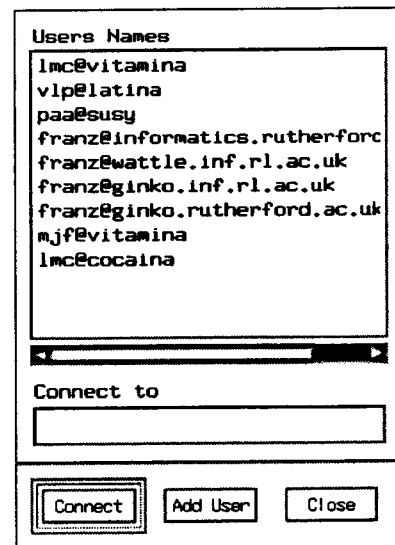 Users Names
lmc@vitamina
vlp@latina
paa@susy
franz@informatics.rutherford
franz@wattle.inf.rl.ac.uk
franz@ginko.inf.rl.ac.uk
franz@ginko.rutherford.ac.uk
mjf@vitamina
lmc@cocaina
Connect to
Connect Add User Close